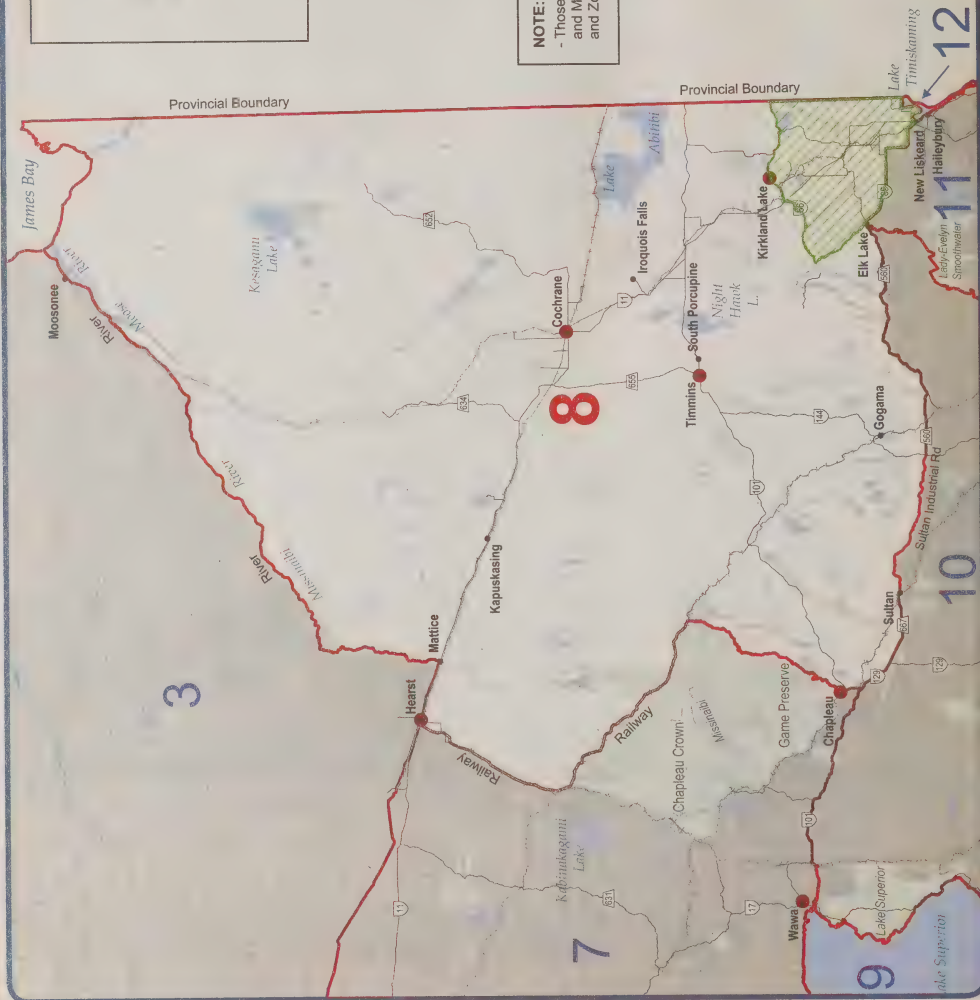 NOTE:
- Those
and M
and Zo
12
Lake
Timiskaming
Provincial Boundary
Provincial Boundary
James Bay
River
Moose
River
Moosonee
Kesagami
Lake
652
Lake
Abitibi
Iroquois Falls
Kirkland Lake
66
New Liskeard
Haileybury
11
Lady-Evelyn
Smoothwater
Elk Lake
560
Cochrane
11
South Porcupine
Night
Hawk
L.
Timmins
655
634
8
144
Gogama
560
Sultan Industrial Rd
101
River
Missinaibi
River
Kapuskasing
Mattice
Hearst
3
Railway
Railway
Chapleau Crown
Missinaibi
Game Preserve
Chapleau
Sultan
667
129
129
10
101
Kabinakagami
Lake
631
11
17
Wawa
7
9
Lake Superior
Lake Superior